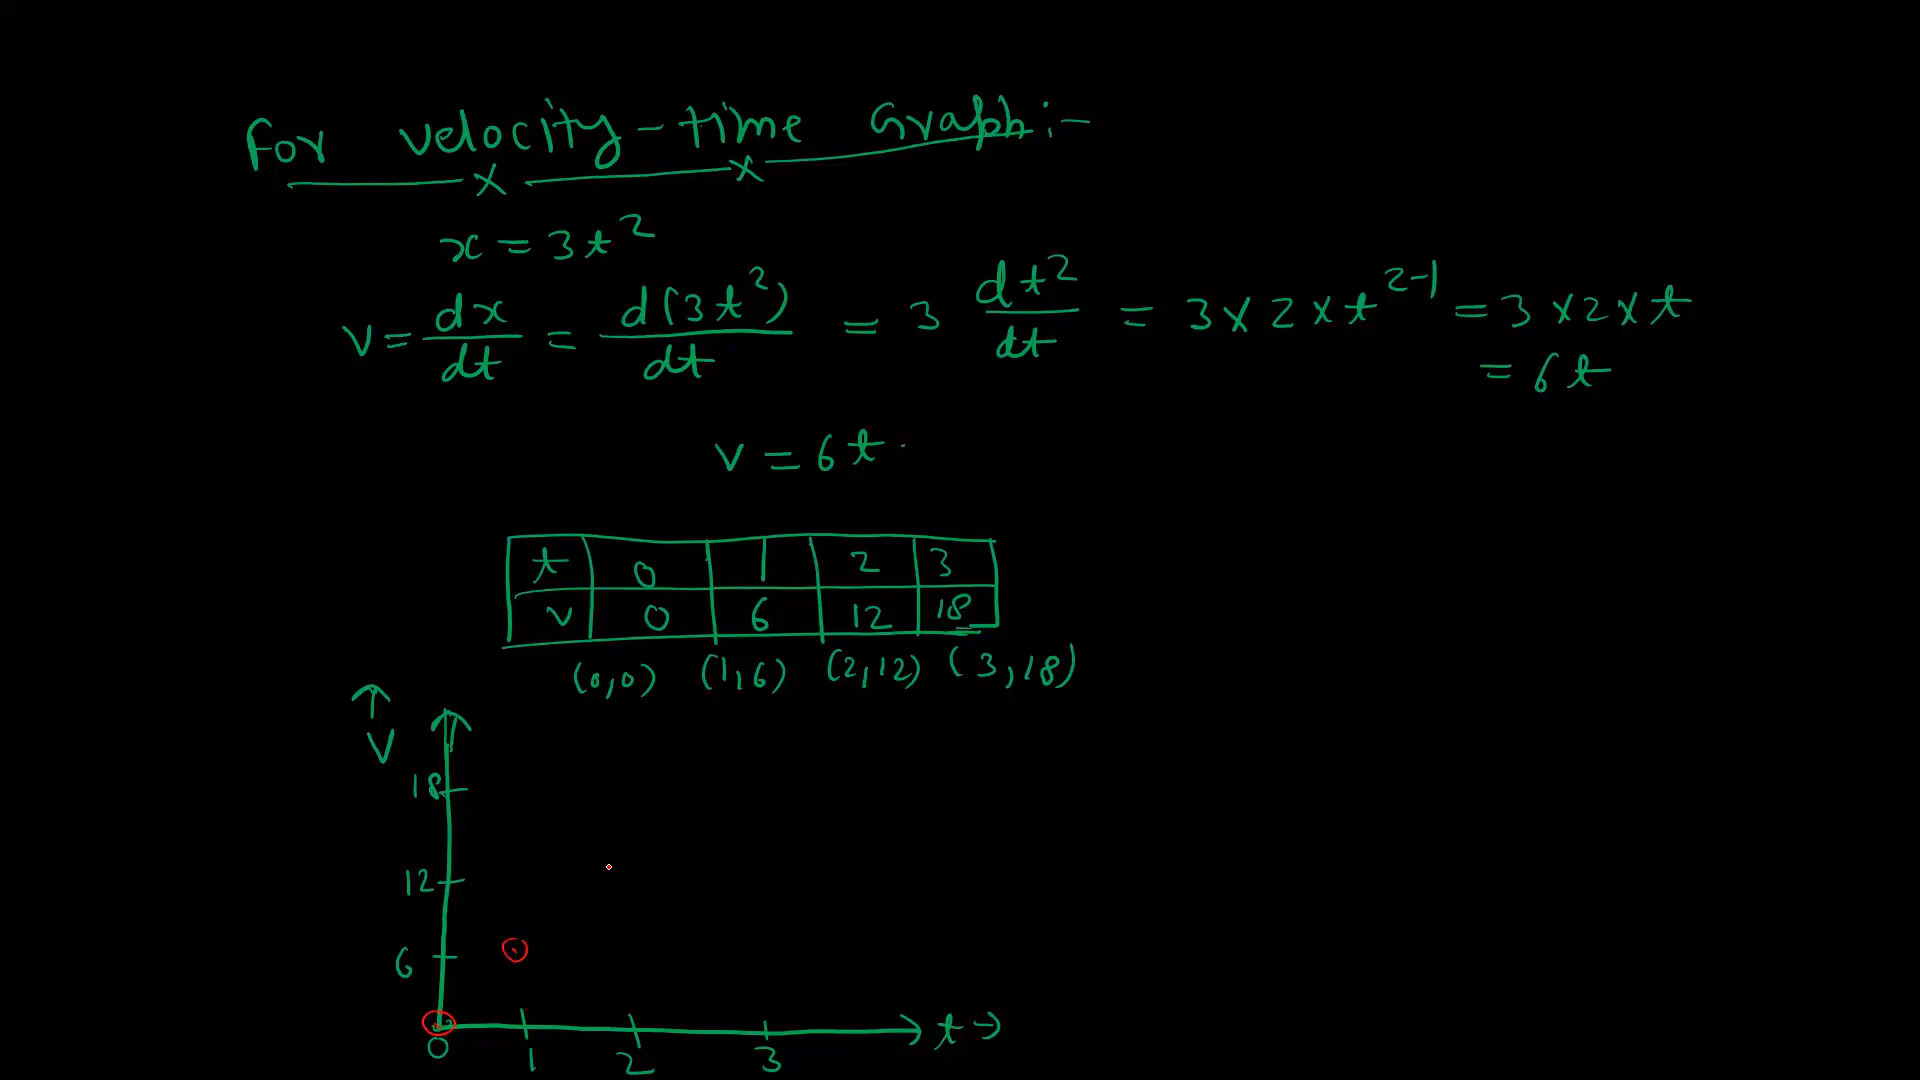 For velocity-time Graph:-
x = 3t²
v = dx/dt = d(3t²)/dt = 3 dt²/dt = 3×2×t²⁻¹ = 3×2×t
= 6t
v = 6t.
t 0 1 2 3
v 0 6 12 18
(0,0) (1,6) (2,12) (3,18)
↑
V
18
12
6
0 1 2 3 t→